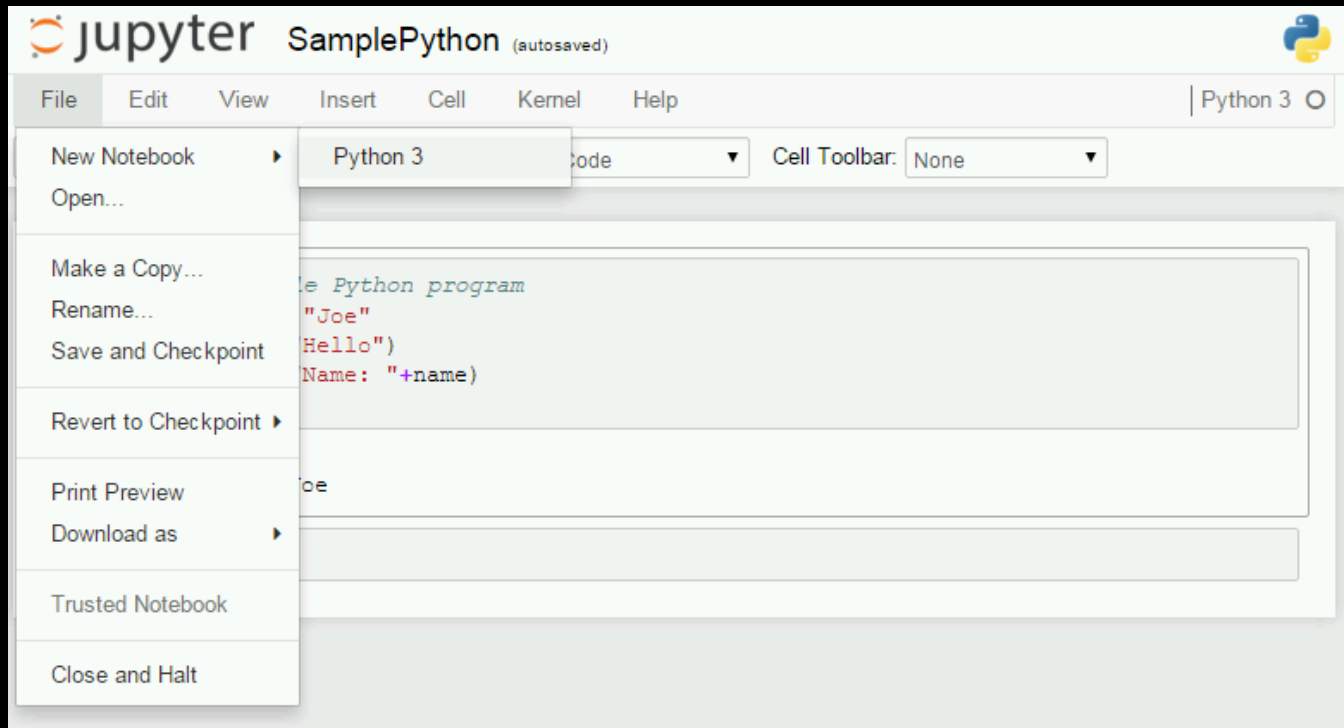 jupyter SamplePython (autosaved)
File Edit View Insert Cell Kernel Help Python 3
New Notebook Python 3 Code Cell Toolbar: None
Open...
Make a Copy...
Rename...
Save and Checkpoint
Revert to Checkpoint
Print Preview
Download as
Trusted Notebook
Close and Halt
le Python program
"Joe"
"Hello")
"Name: "+name)
Joe